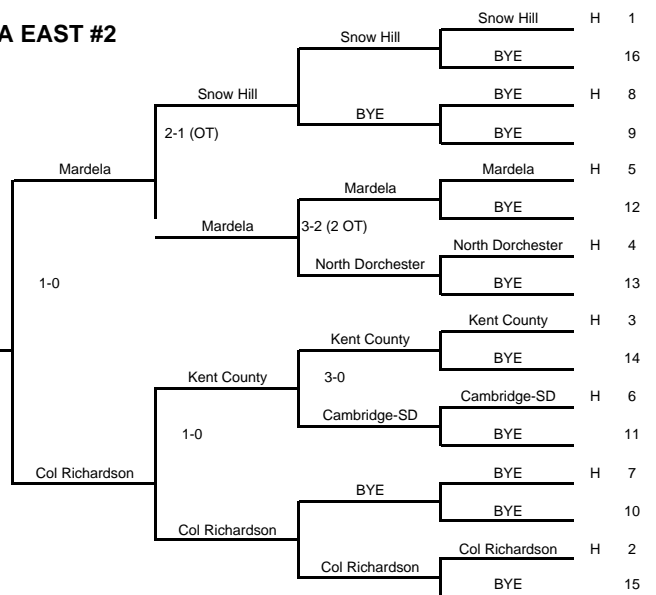 A EAST #2
Snow Hill H 1
Snow Hill
BYE 16
Snow Hill
BYE H 8
BYE
2-1 (OT)
BYE 9
Mardela
Mardela H 5
Mardela
BYE 12
Mardela
3-2 (2 OT)
North Dorchester H 4
North Dorchester
1-0
BYE 13
Kent County H 3
Kent County
BYE 14
Kent County
3-0
Cambridge-SD H 6
Cambridge-SD
1-0
BYE 11
Col Richardson
BYE H 7
BYE
BYE 10
Col Richardson
Col Richardson H 2
Col Richardson
BYE 15